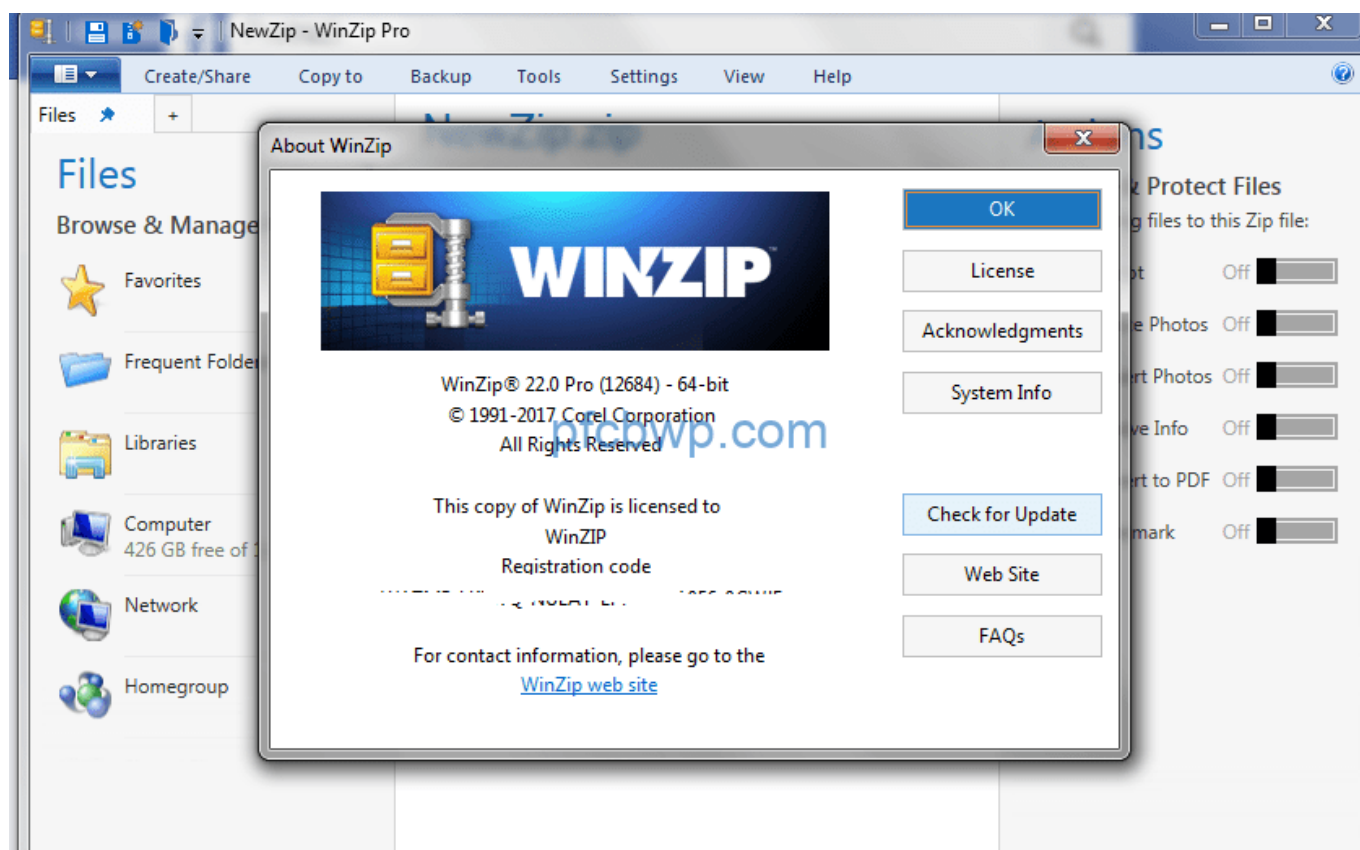 NewZip - WinZip Pro
Create/Share Copy to Backup Tools Settings View Help
Files +
NewZip.zip
Files
Browse & Manage
Favorites
Frequent
Libraries
Computer
426 GB free of
Network
Homegroup
About WinZip
WINZIP
WinZip® 22.0 Pro (12684) - 64-bit
© 1991-2017 Corel Corporation
All Rights Reserved
pfcbwp.com
This copy of WinZip is licensed to
WinZIP
Registration code
For contact information, please go to the
WinZip web site
OK
License
Acknowledgments
System Info
Check for Update
Web Site
FAQs
Protect Files
files to this Zip file:
Off
Photos Off
Photos Off
Info Off
to PDF Off
Off